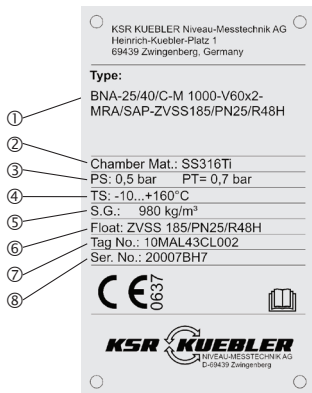 KSR KUEBLER Niveau-Messtechnik AG
Heinrich-Kuebler-Platz 1
69439 Zwingenberg, Germany
Type:
① BNA-25/40/C-M 1000-V60x2-
MRA/SAP-ZVSS185/PN25/R48H
② Chamber Mat.: SS316Ti
③ PS: 0,5 bar PT= 0,7 bar
④ TS: -10...+160°C
⑤ S.G.: 980 kg/m³
⑥ Float: ZVSS 185/PN25/R48H
⑦ Tag No.: 10MAL43CL002
⑧ Ser. No.: 20007BH7
CE 0637
KSR KUEBLER
NIVEAU-MESSTECHNIK AG
D-69439 Zwingenberg